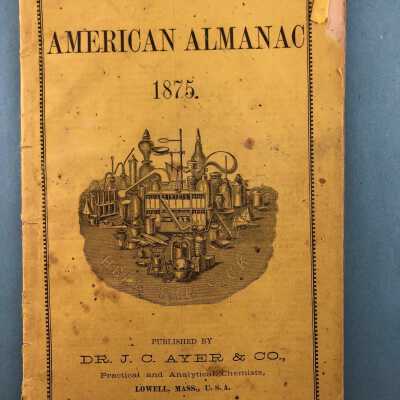 AMERICAN ALMANAC
1875.
PUBLISHED BY
DR. J. C. AYER & CO.,
Practical and Analytical Chemists,
LOWELL, MASS., U. S. A.